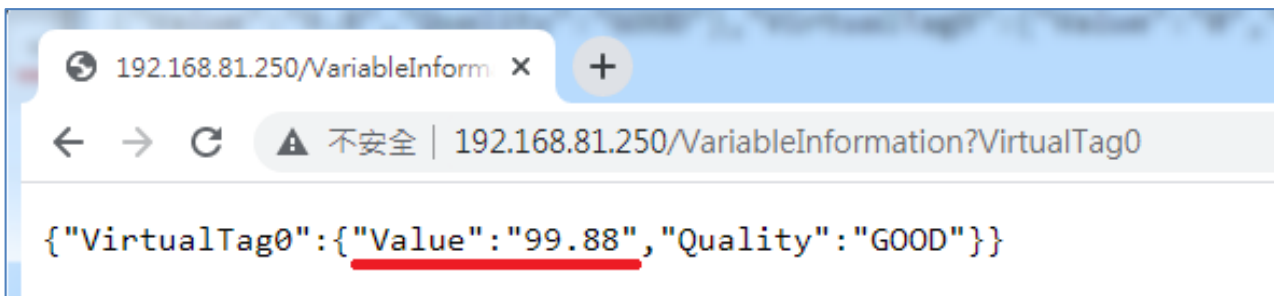 192.168.81.250/VariableInform
不安全 | 192.168.81.250/VariableInformation?VirtualTag0
{"VirtualTag0":{"Value":"99.88","Quality":"GOOD"}}